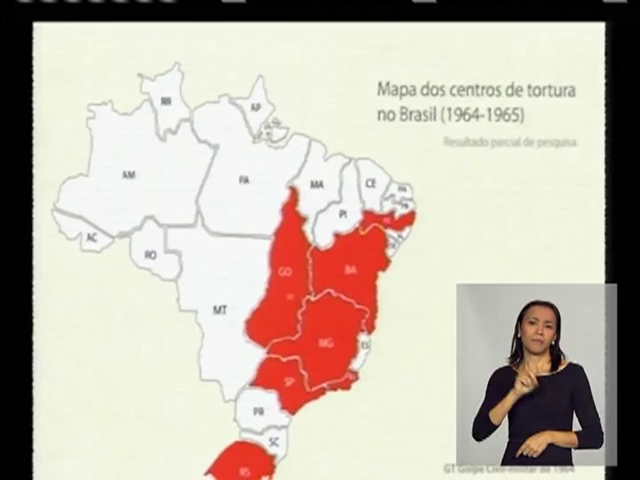 Mapa dos centros de tortura
no Brasil (1964-1965)
Resultado parcial de pesquisa
RR
AP
AM
PA
MA
CE
PI
AC
RO
GO
BA
MT
MG
ES
SP
PR
SC
RS
GT Golpe Civil-militar de 1964